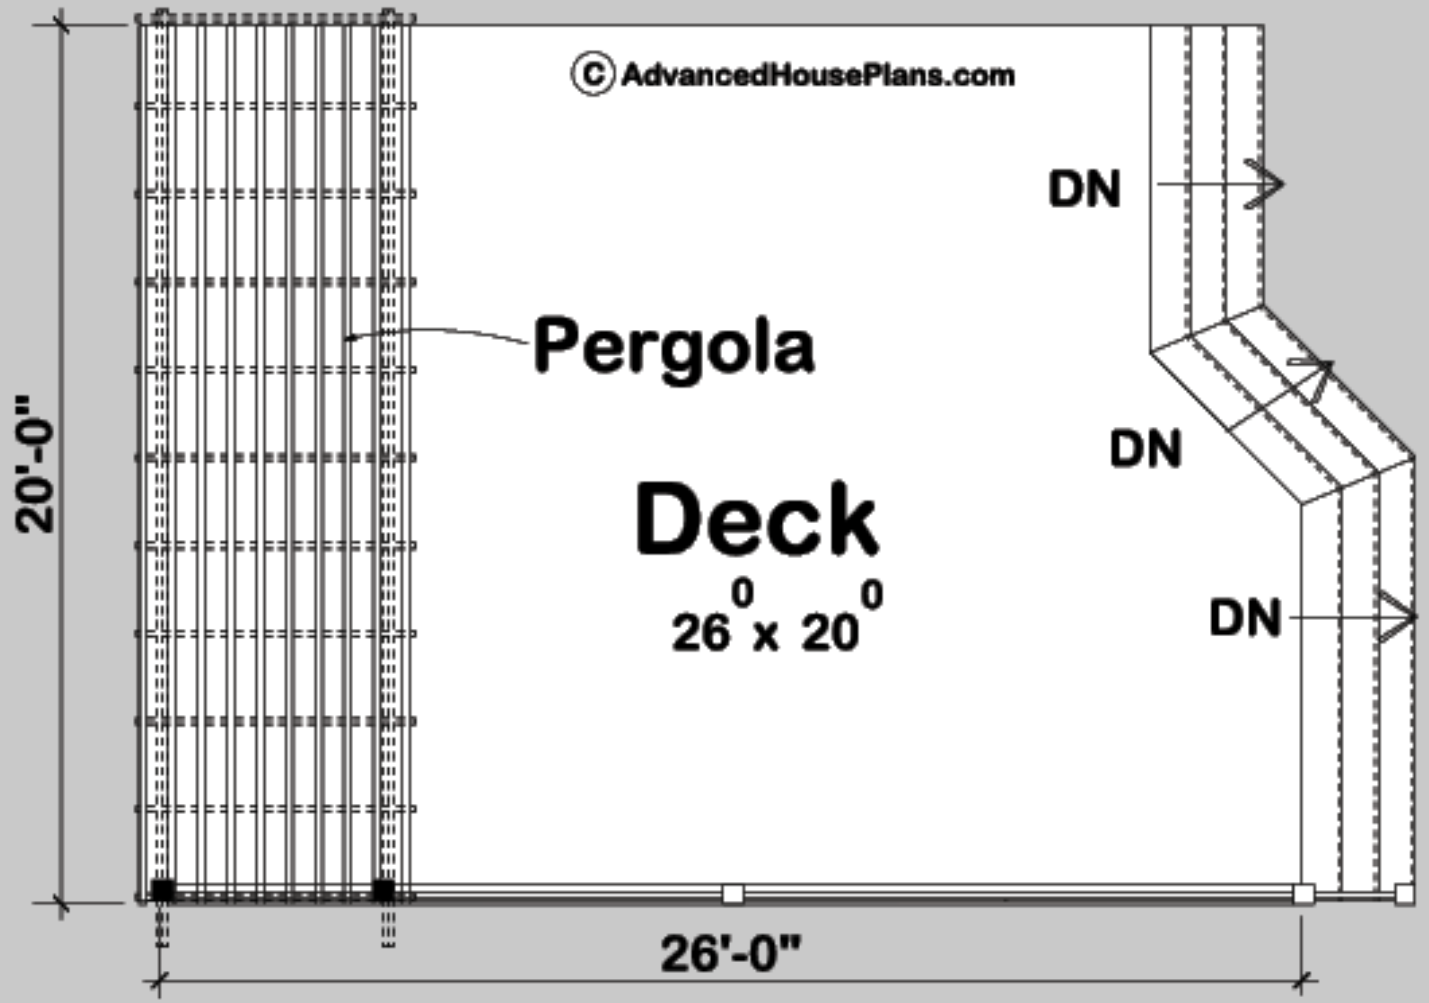 © AdvancedHousePlans.com
DN
Pergola
20'-0"
DN
Deck
26⁰ x 20⁰
DN
26'-0"